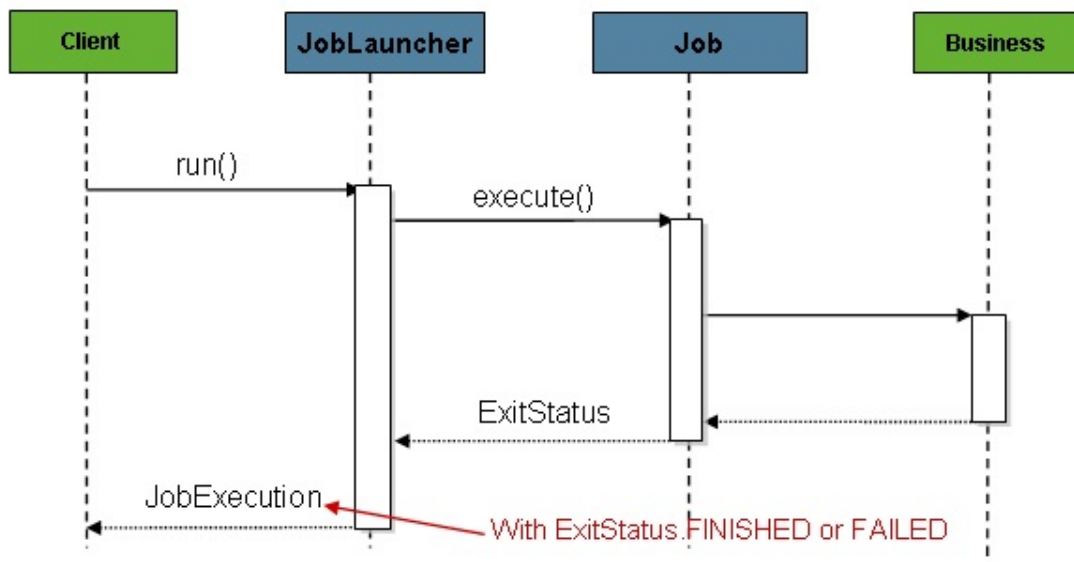 Client
JobLauncher
Job
Business
run()
execute()
ExitStatus
JobExecution
With ExitStatus.FINISHED or FAILED